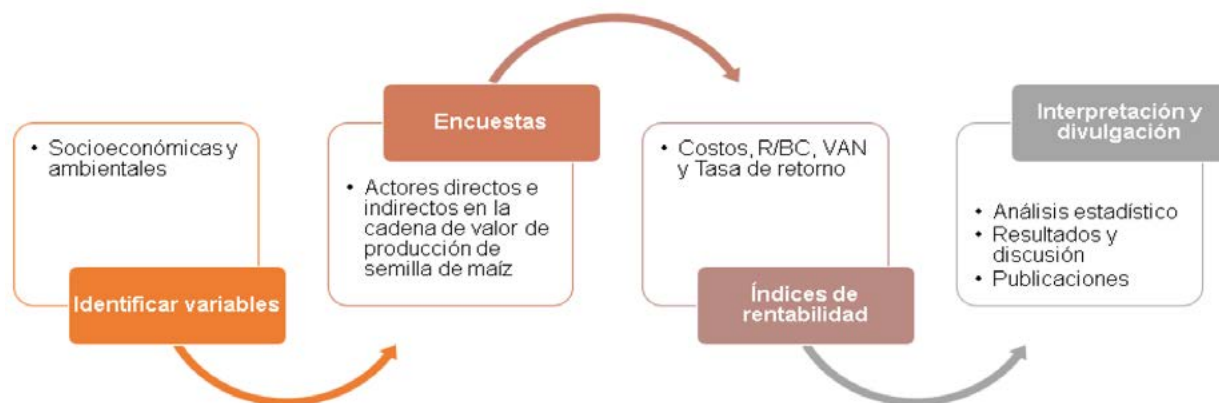 • Socioeconómicas y
ambientales
Identificar variables
Encuestas
• Actores directos e
indirectos en la
cadena de valor de
producción de
semilla de maíz
• Costos, R/BC, VAN
y Tasa de retorno
Índices de
rentabilidad
Interpretación y
divulgación
• Análisis estadístico
• Resultados y
discusión
• Publicaciones